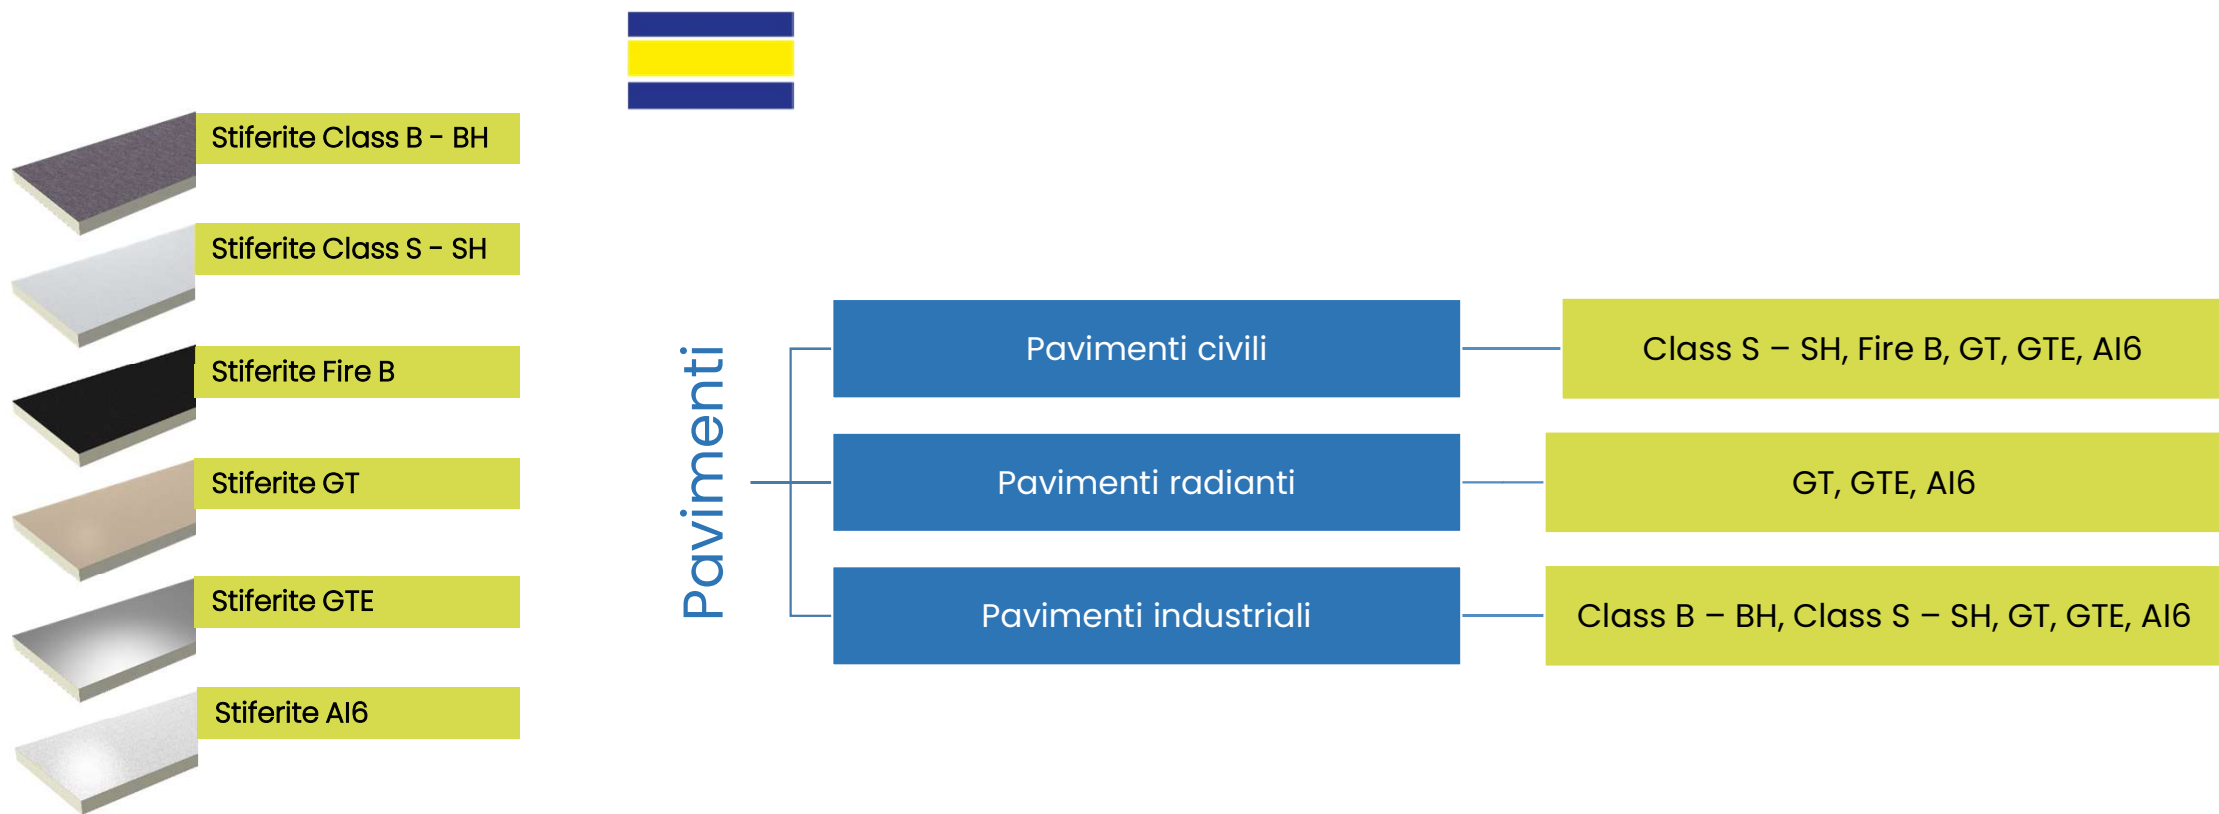 Stiferite Class B - BH
Stiferite Class S - SH
Stiferite Fire B
Stiferite GT
Stiferite GTE
Stiferite AI6
Pavimenti
Pavimenti civili
Class S – SH, Fire B, GT, GTE, AI6
Pavimenti radianti
GT, GTE, AI6
Pavimenti industriali
Class B – BH, Class S – SH, GT, GTE, AI6